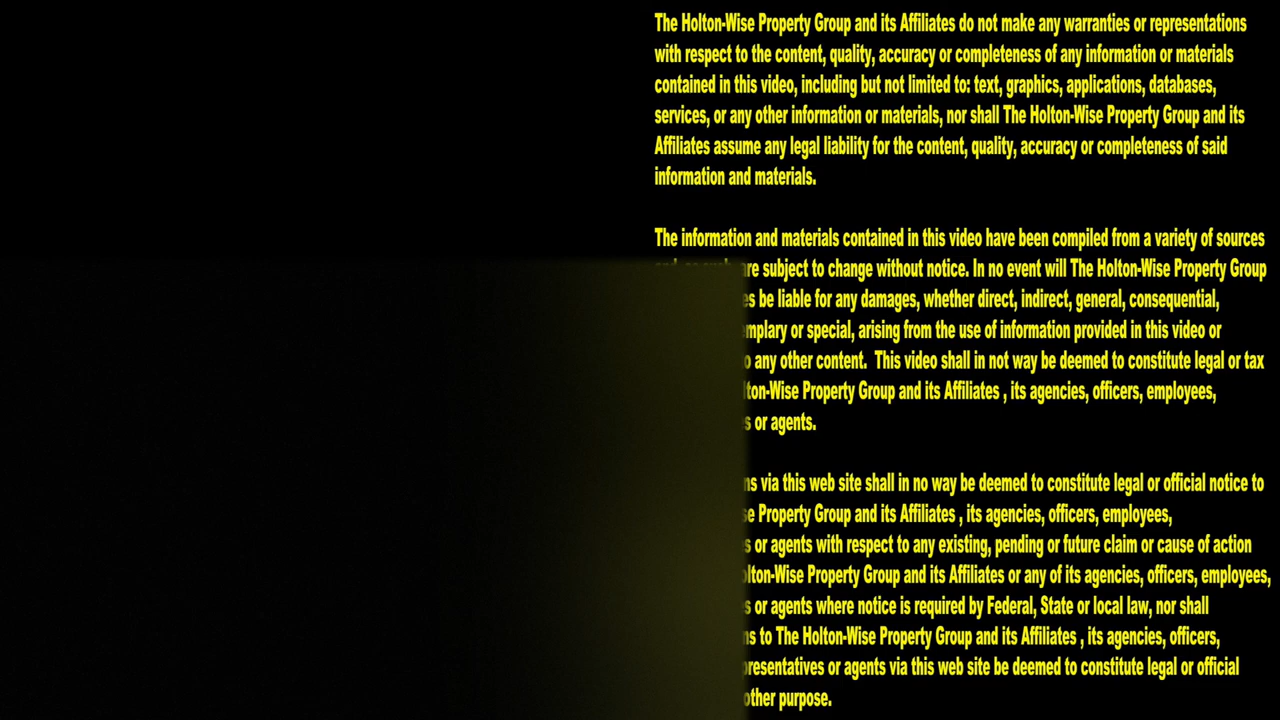 The Holton-Wise Property Group and its Affiliates do not make any warranties or representations
with respect to the content, quality, accuracy or completeness of any information or materials
contained in this video, including but not limited to: text, graphics, applications, databases,
services, or any other information or materials, nor shall The Holton-Wise Property Group and its
Affiliates assume any legal liability for the content, quality, accuracy or completeness of said
information and materials.
The information and materials contained in this video have been compiled from a variety of sources
subject to change without notice. In no event will The Holton-Wise Property Group
be liable for any damages, whether direct, indirect, general, consequential,
or special, arising from the use of information provided in this video or
any other content. This video shall in not way be deemed to constitute legal or tax
Property Group and its Affiliates , its agencies, officers, employees,
or agents.
via this web site shall in no way be deemed to constitute legal or official notice to
Property Group and its Affiliates , its agencies, officers, employees,
or agents with respect to any existing, pending or future claim or cause of action
Property Group and its Affiliates or any of its agencies, officers, employees,
or agents where notice is required by Federal, State or local law, nor shall
to The Holton-Wise Property Group and its Affiliates , its agencies, officers,
or agents via this web site be deemed to constitute legal or official
other purpose.